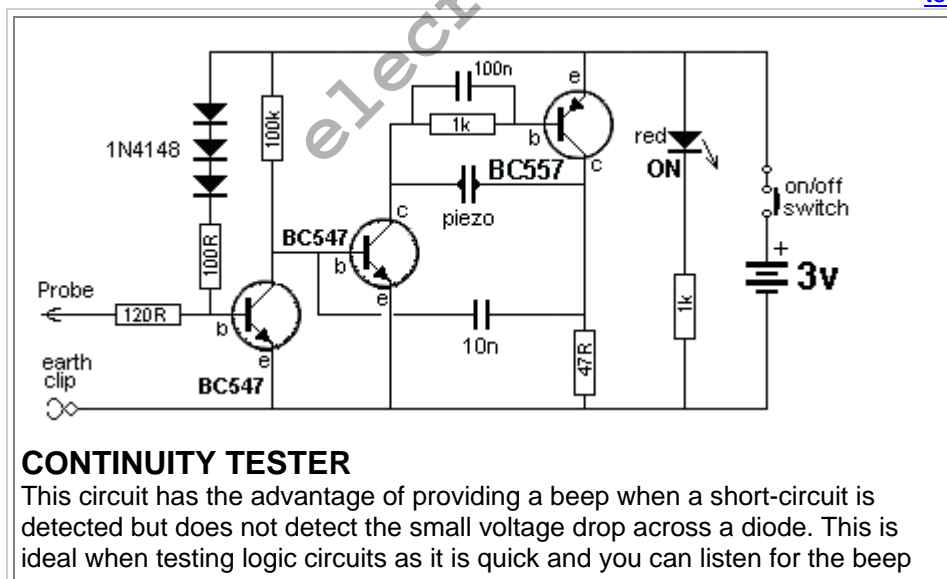 to
elecr
100n
e
1k
b
BC557
c
red
ON
on/off
switch
+
3v
1N4148
100k
100R
piezo
BC547
c
b
e
Probe
120R
b
e
BC547
10n
47R
1k
earth
clip
CONTINUITY TESTER
This circuit has the advantage of providing a beep when a short-circuit is
detected but does not detect the small voltage drop across a diode. This is
ideal when testing logic circuits as it is quick and you can listen for the beep